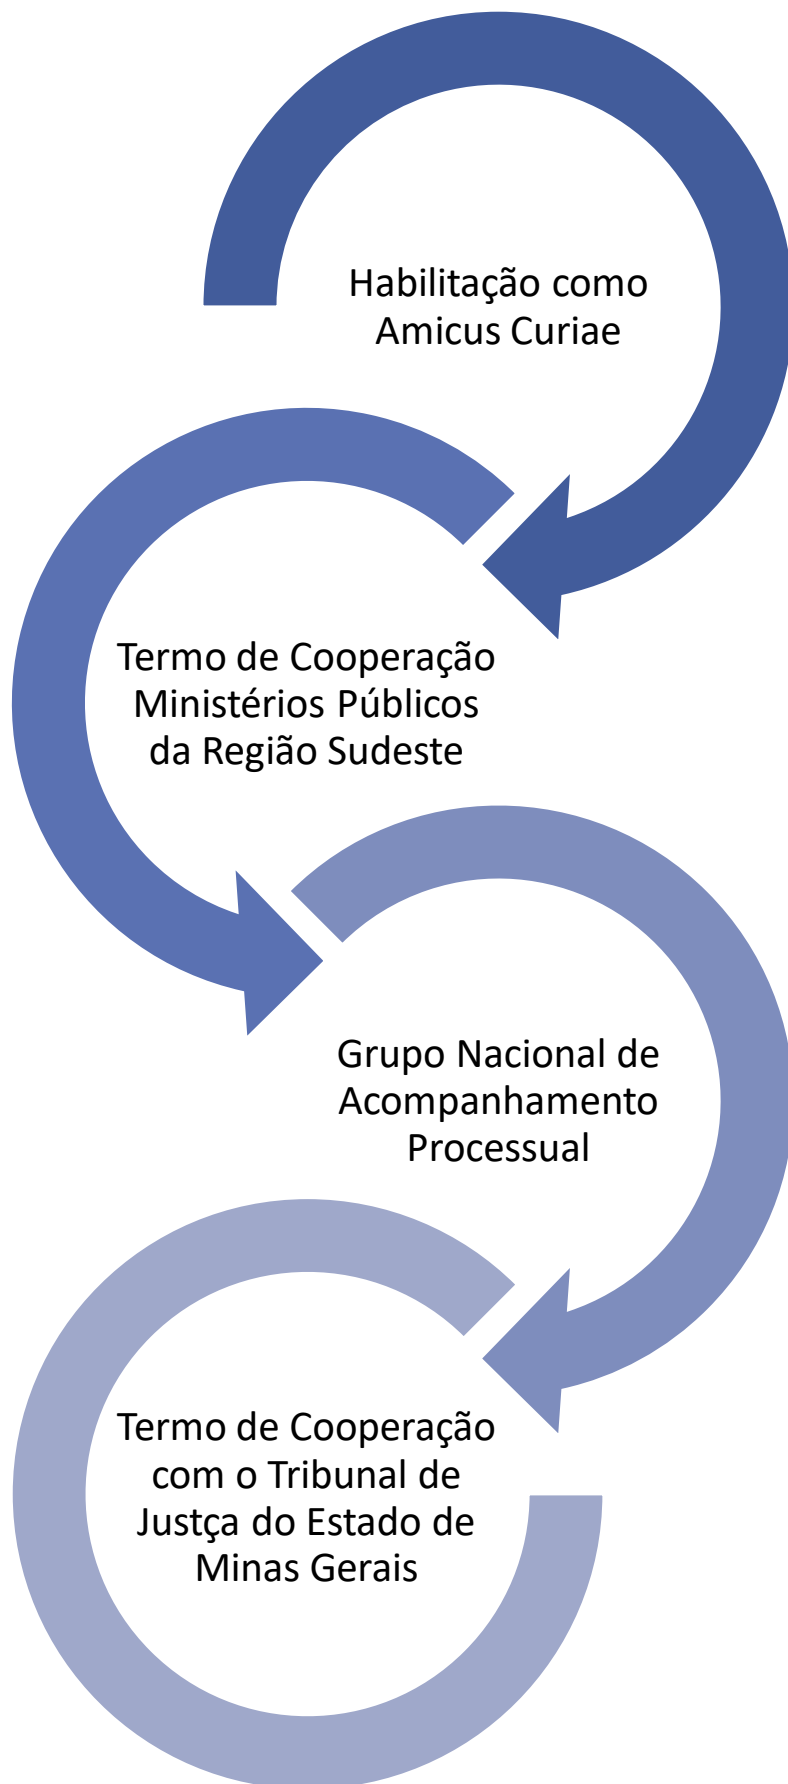 Habilitação como
Amicus Curiae
Termo de Cooperação
Ministérios Públicos
da Região Sudeste
Grupo Nacional de
Acompanhamento
Processual
Termo de Cooperação
com o Tribunal de
Justça do Estado de
Minas Gerais